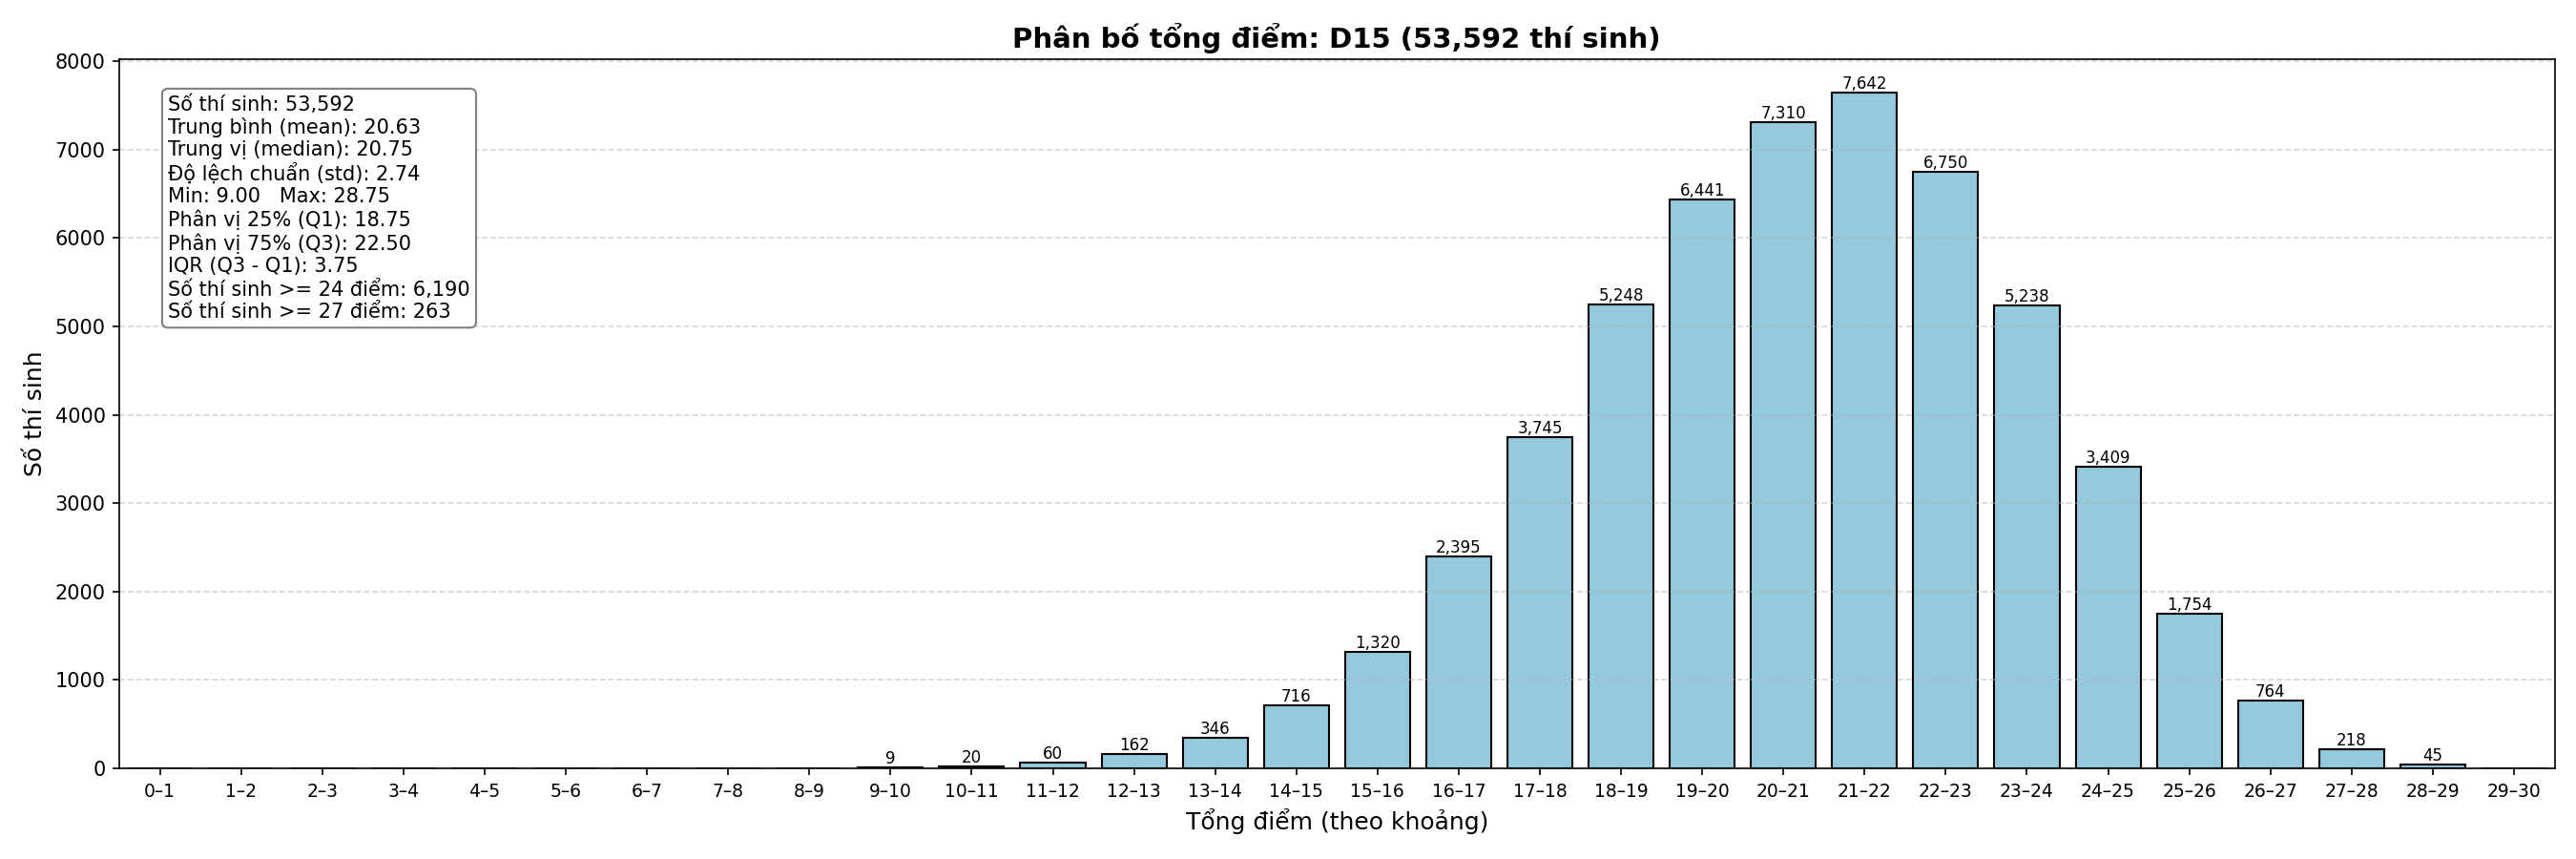 Phân bố tổng điểm: D15 (53,592 thí sinh)
8000
7000
6000
5000
4000
3000
2000
1000
0
Số thí sinh
Số thí sinh: 53,592
Trung bình (mean): 20.63
Trung vị (median): 20.75
Độ lệch chuẩn (std): 2.74
Min: 9.00   Max: 28.75
Phân vị 25% (Q1): 18.75
Phân vị 75% (Q3): 22.50
IQR (Q3 - Q1): 3.75
Số thí sinh >= 24 điểm: 6,190
Số thí sinh >= 27 điểm: 263
9
20
60
162
346
716
1,320
2,395
3,745
5,248
6,441
7,310
7,642
6,750
5,238
3,409
1,754
764
218
45
0–1 1–2 2–3 3–4 4–5 5–6 6–7 7–8 8–9 9–10 10–11 11–12 12–13 13–14 14–15 15–16 16–17 17–18 18–19 19–20 20–21 21–22 22–23 23–24 24–25 25–26 26–27 27–28 28–29 29–30
Tổng điểm (theo khoảng)